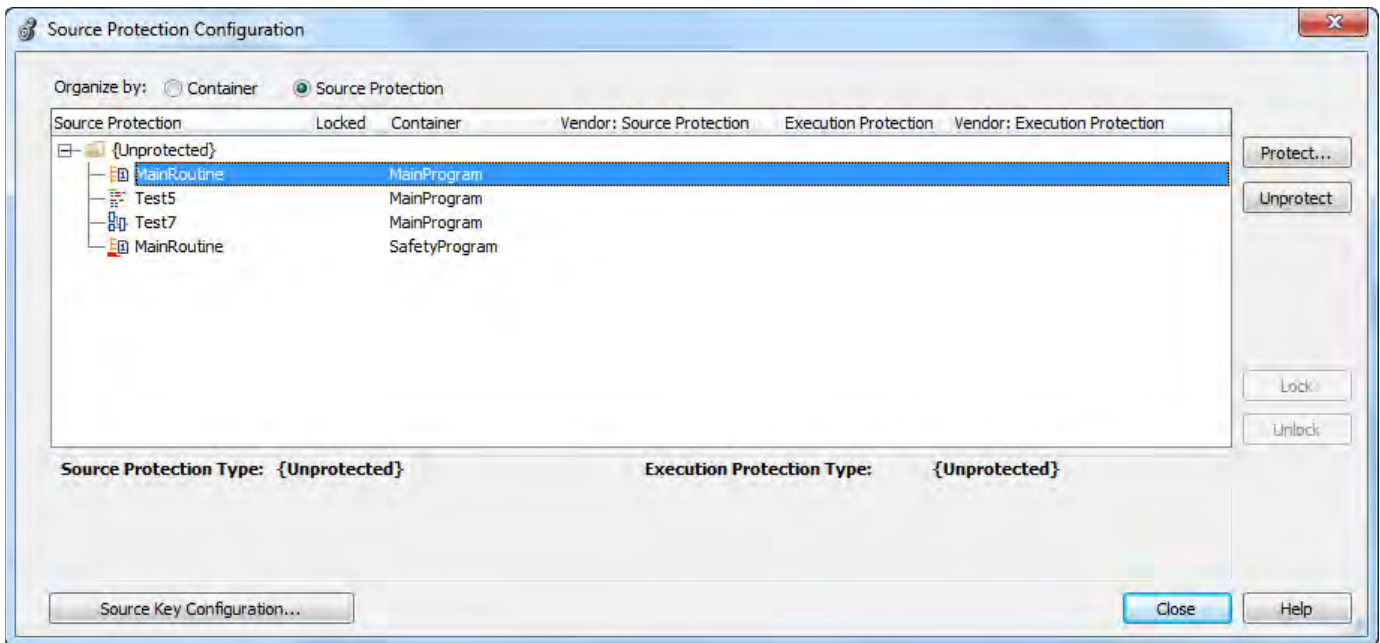 Source Protection Configuration
Organize by: Container Source Protection
Source Protection Locked Container Vendor: Source Protection Execution Protection Vendor: Execution Protection
{Unprotected}
MainRoutine MainProgram
Test5 MainProgram
Test7 MainProgram
MainRoutine SafetyProgram
Protect...
Unprotect
Lock
Unlock
Source Protection Type: {Unprotected} Execution Protection Type: {Unprotected}
Source Key Configuration... Close Help